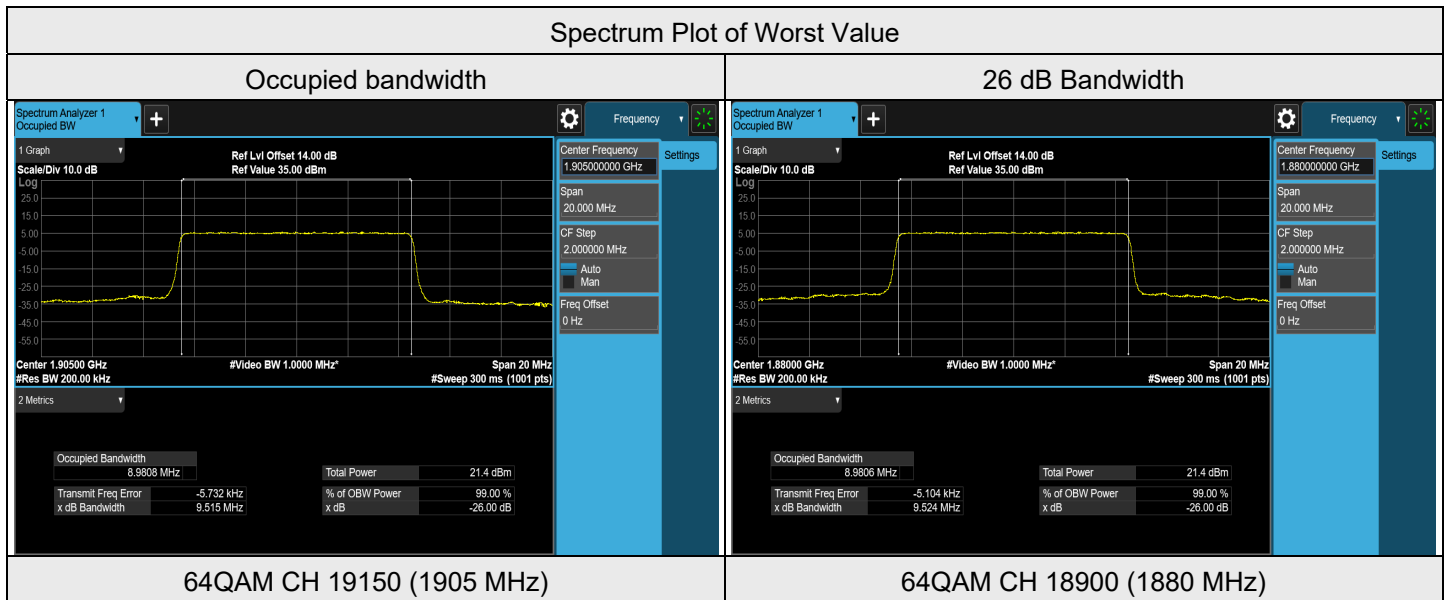 Spectrum Plot of Worst Value
Occupied bandwidth
26 dB Bandwidth
Spectrum Analyzer 1
Occupied BW
+
Frequency
1 Graph
Ref Lvl Offset 14.00 dB
Scale/Div 10.0 dB
Ref Value 35.00 dBm
Log
25.0
15.0
5.00
-5.00
-15.0
-25.0
-35.0
-45.0
-55.0
Center 1.90500 GHz
#Video BW 1.0000 MHz*
Span 20 MHz
#Res BW 200.00 kHz
#Sweep 300 ms (1001 pts)
Center Frequency
1.905000000 GHz
Settings
Span
20.000 MHz
CF Step
2.000000 MHz
Auto
Man
Freq Offset
0 Hz
2 Metrics
Occupied Bandwidth
8.9808 MHz
Total Power 21.4 dBm
Transmit Freq Error -5.732 kHz
% of OBW Power 99.00 %
x dB Bandwidth 9.515 MHz
x dB -26.00 dB
Spectrum Analyzer 1
Occupied BW
+
Frequency
1 Graph
Ref Lvl Offset 14.00 dB
Scale/Div 10.0 dB
Ref Value 35.00 dBm
Log
25.0
15.0
5.00
-5.00
-15.0
-25.0
-35.0
-45.0
-55.0
Center 1.88000 GHz
#Video BW 1.0000 MHz*
Span 20 MHz
#Res BW 200.00 kHz
#Sweep 300 ms (1001 pts)
Center Frequency
1.880000000 GHz
Settings
Span
20.000 MHz
CF Step
2.000000 MHz
Auto
Man
Freq Offset
0 Hz
2 Metrics
Occupied Bandwidth
8.9806 MHz
Total Power 21.4 dBm
Transmit Freq Error -5.104 kHz
% of OBW Power 99.00 %
x dB Bandwidth 9.524 MHz
x dB -26.00 dB
64QAM CH 19150 (1905 MHz)
64QAM CH 18900 (1880 MHz)